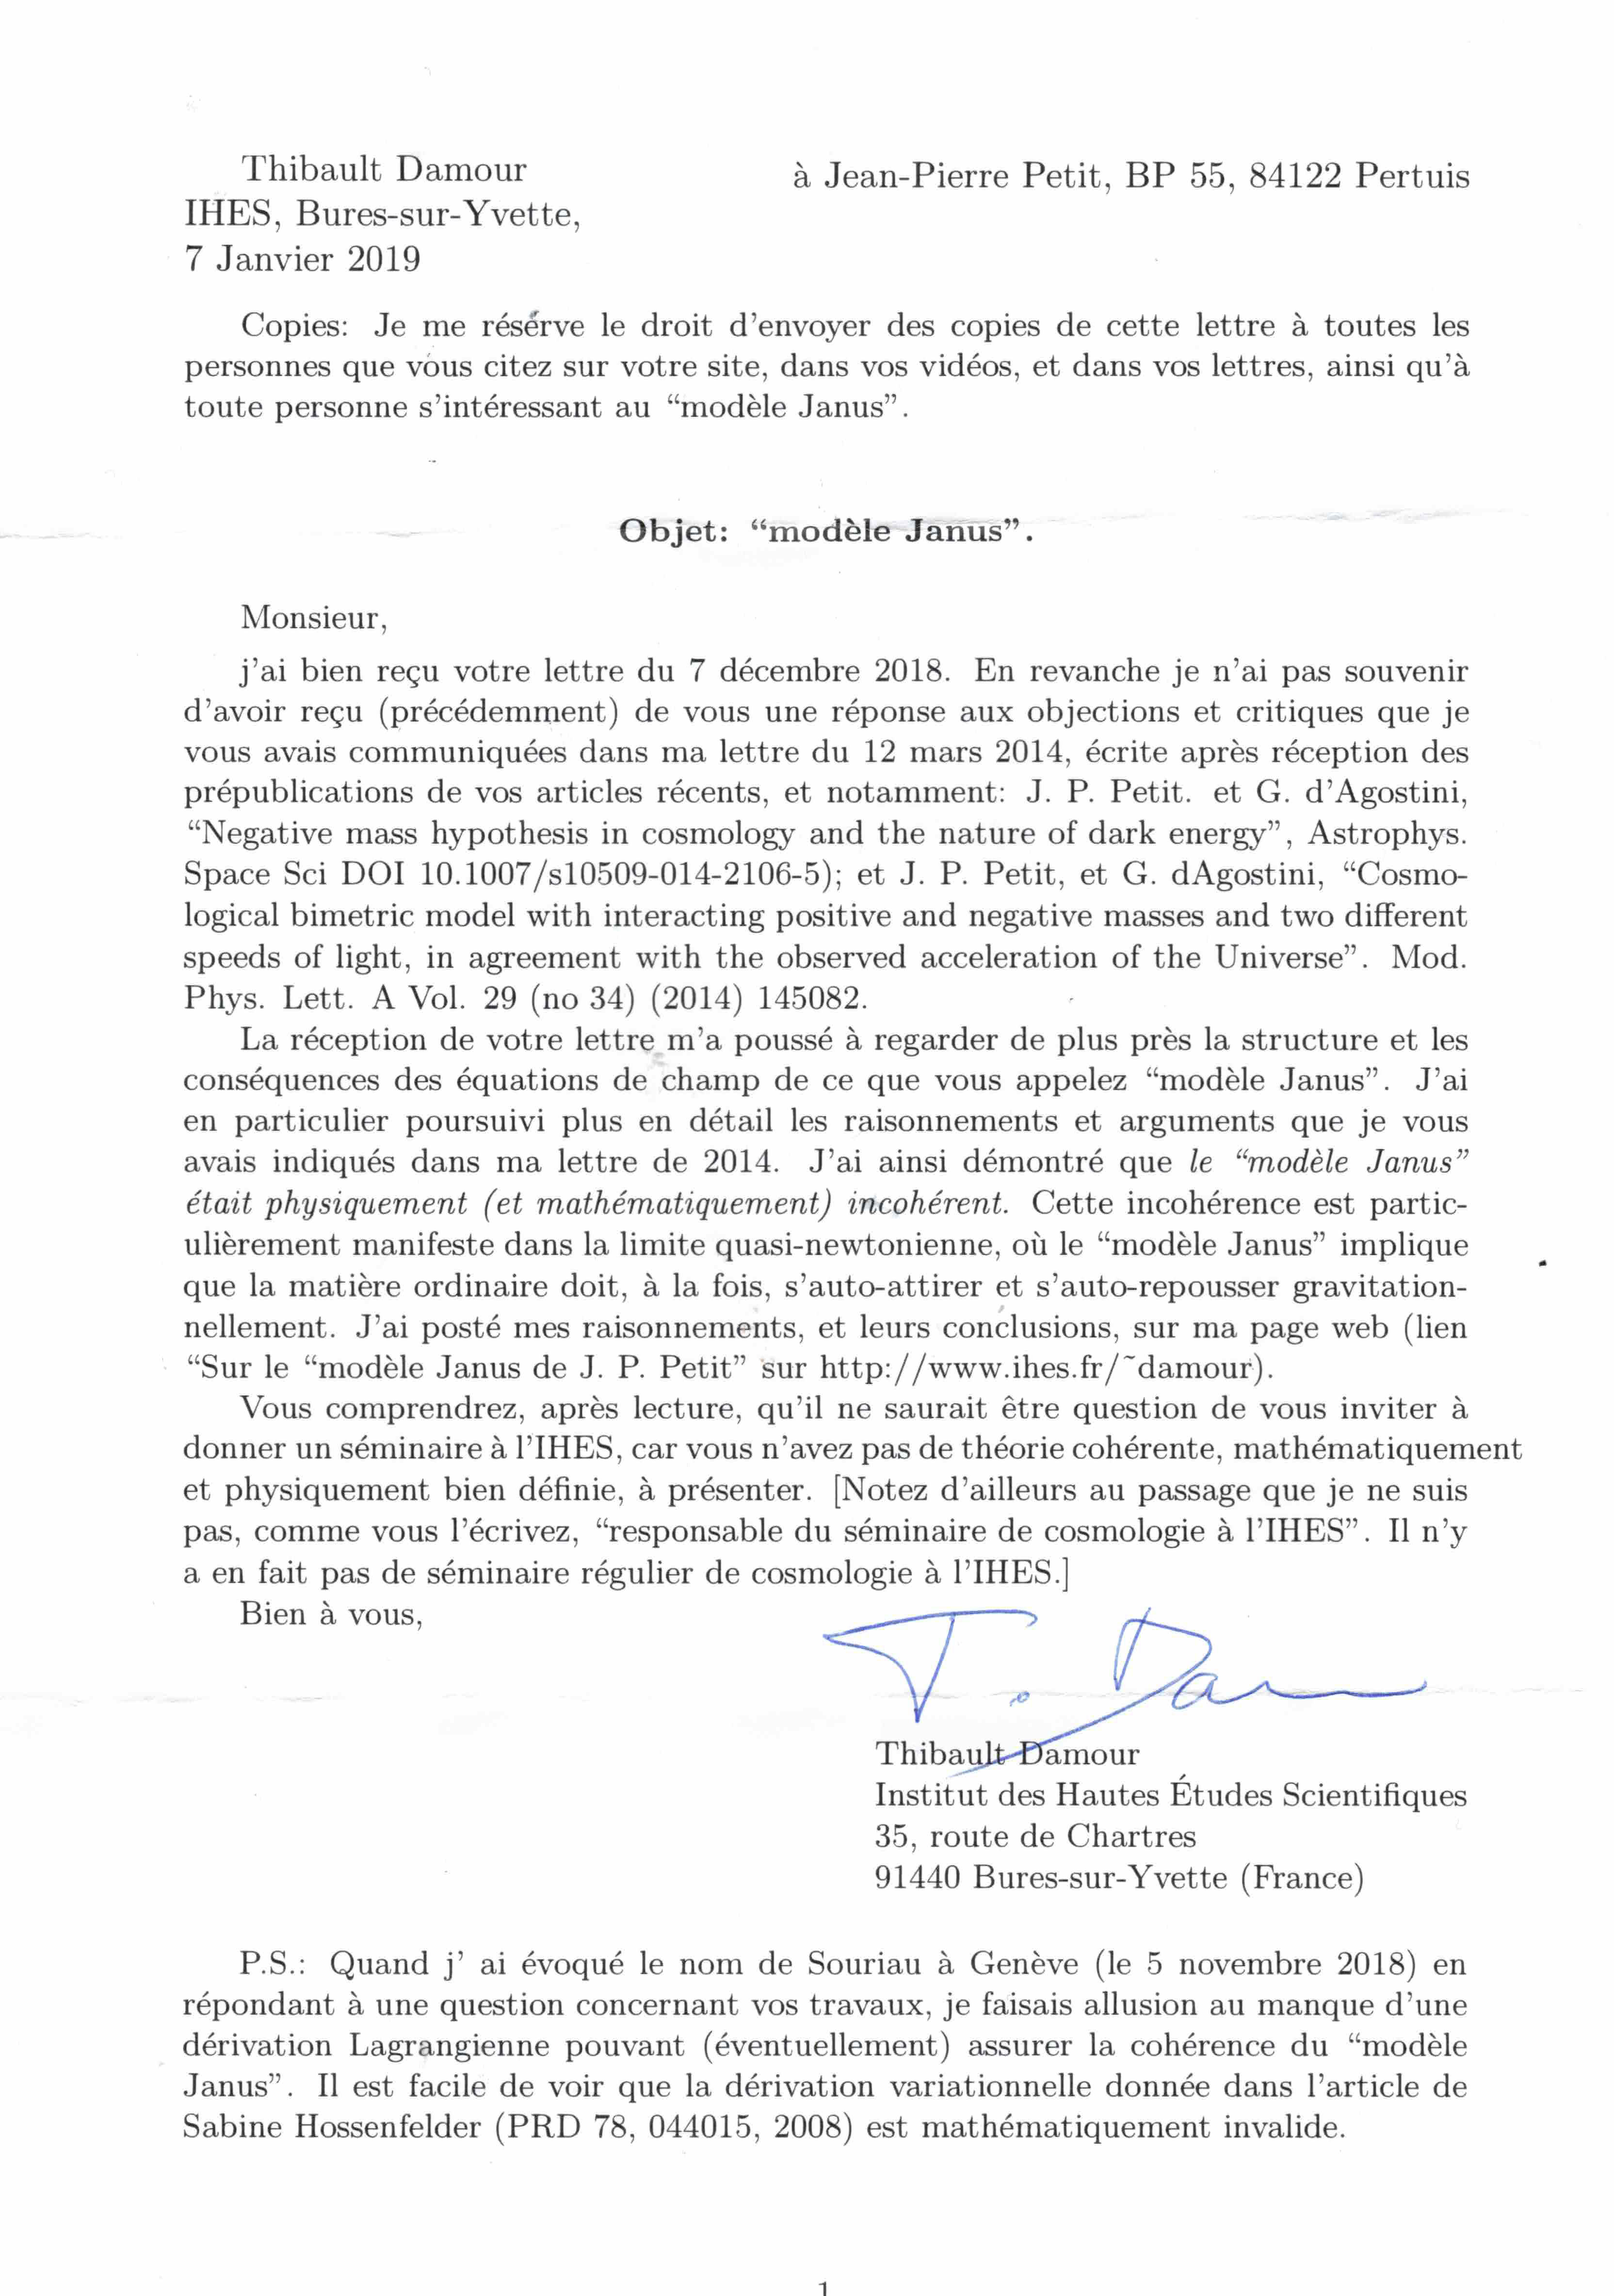 Thibault Damour
à Jean-Pierre Petit, BP 55, 84122 Pertuis
IHES, Bures-sur-Yvette,
7 Janvier 2019
Copies: Je me réserve le droit d'envoyer des copies de cette lettre à toutes les
personnes que vous citez sur votre site, dans vos vidéos, et dans vos lettres, ainsi qu'à
toute personne s'intéressant au “modèle Janus”.
Objet: “modèle Janus”.
Monsieur,
j'ai bien reçu votre lettre du 7 décembre 2018. En revanche je n'ai pas souvenir
d'avoir reçu (précédemment) de vous une réponse aux objections et critiques que je
vous avais communiquées dans ma lettre du 12 mars 2014, écrite après réception des
prépublications de vos articles récents, et notamment: J. P. Petit. et G. d'Agostini,
“Negative mass hypothesis in cosmology and the nature of dark energy”, Astrophys.
Space Sci DOI 10.1007/s10509-014-2106-5); et J. P. Petit, et G. dAgostini, “Cosmo-
logical bimetric model with interacting positive and negative masses and two different
speeds of light, in agreement with the observed acceleration of the Universe”. Mod.
Phys. Lett. A Vol. 29 (no 34) (2014) 145082.
La réception de votre lettre m'a poussé à regarder de plus près la structure et les
conséquences des équations de champ de ce que vous appelez “modèle Janus”. J'ai
en particulier poursuivi plus en détail les raisonnements et arguments que je vous
avais indiqués dans ma lettre de 2014. J'ai ainsi démontré que le “modèle Janus”
était physiquement (et mathématiquement) incohérent. Cette incohérence est partic-
ulièrement manifeste dans la limite quasi-newtonienne, où le “modèle Janus” implique
que la matière ordinaire doit, à la fois, s'auto-attirer et s'auto-repousser gravitation-
nellement. J'ai posté mes raisonnements, et leurs conclusions, sur ma page web (lien
“Sur le “modèle Janus de J. P. Petit” sur http://www.ihes.fr/~damour).
Vous comprendrez, après lecture, qu'il ne saurait être question de vous inviter à
donner un séminaire à l'IHES, car vous n'avez pas de théorie cohérente, mathématiquement
et physiquement bien définie, à présenter. [Notez d'ailleurs au passage que je ne suis
pas, comme vous l'écrivez, “responsable du séminaire de cosmologie à l'IHES”. Il n'y
a en fait pas de séminaire régulier de cosmologie à l'IHES.]
Bien à vous,
T. Dam
Thibault Damour
Institut des Hautes Études Scientifiques
35, route de Chartres
91440 Bures-sur-Yvette (France)
P.S.: Quand j' ai évoqué le nom de Souriau à Genève (le 5 novembre 2018) en
répondant à une question concernant vos travaux, je faisais allusion au manque d'une
dérivation Lagrangienne pouvant (éventuellement) assurer la cohérence du “modèle
Janus”. Il est facile de voir que la dérivation variationnelle donnée dans l'article de
Sabine Hossenfelder (PRD 78, 044015, 2008) est mathématiquement invalide.
1